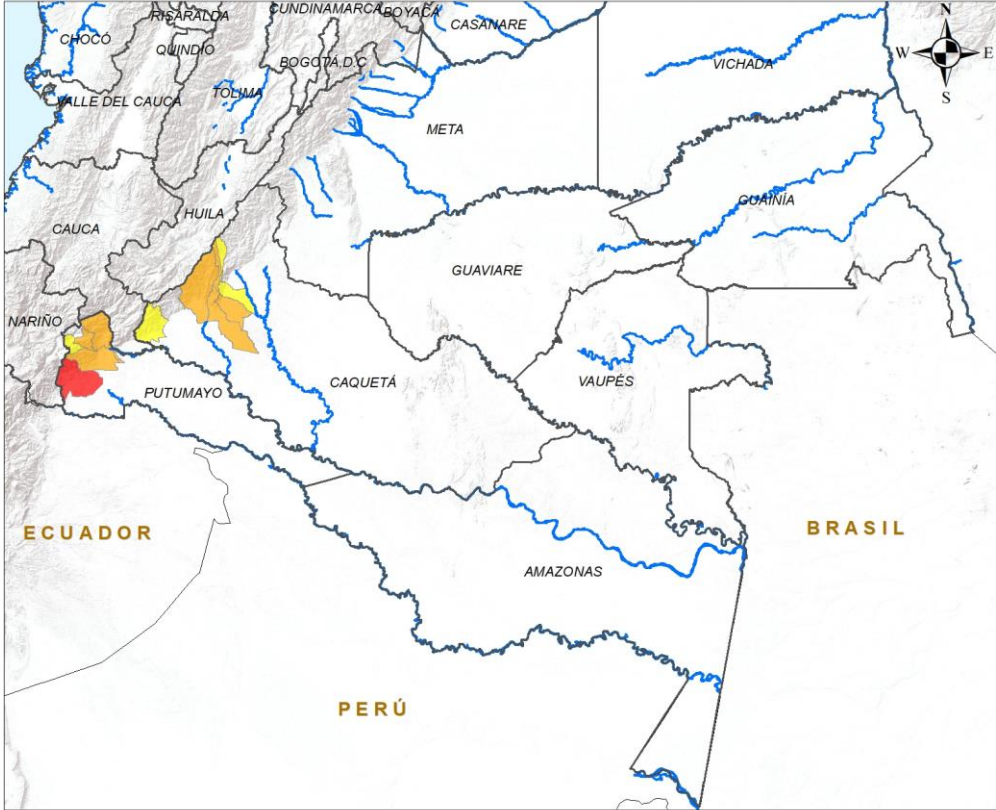 CUNDINAMARCA
BOYACÁ
RISARALDA
CASANARE
N
CHOCÓ
QUINDIO
W
E
BOGOTA D.C
VICHADA
S
VALLE DEL CAUCA
TOLIMA
META
GUAINÍA
HUILA
CAUCA
GUAVIARE
NARIÑO
CAQUETÁ
VAUPÉS
PUTUMAYO
ECUADOR
BRASIL
AMAZONAS
PERÚ